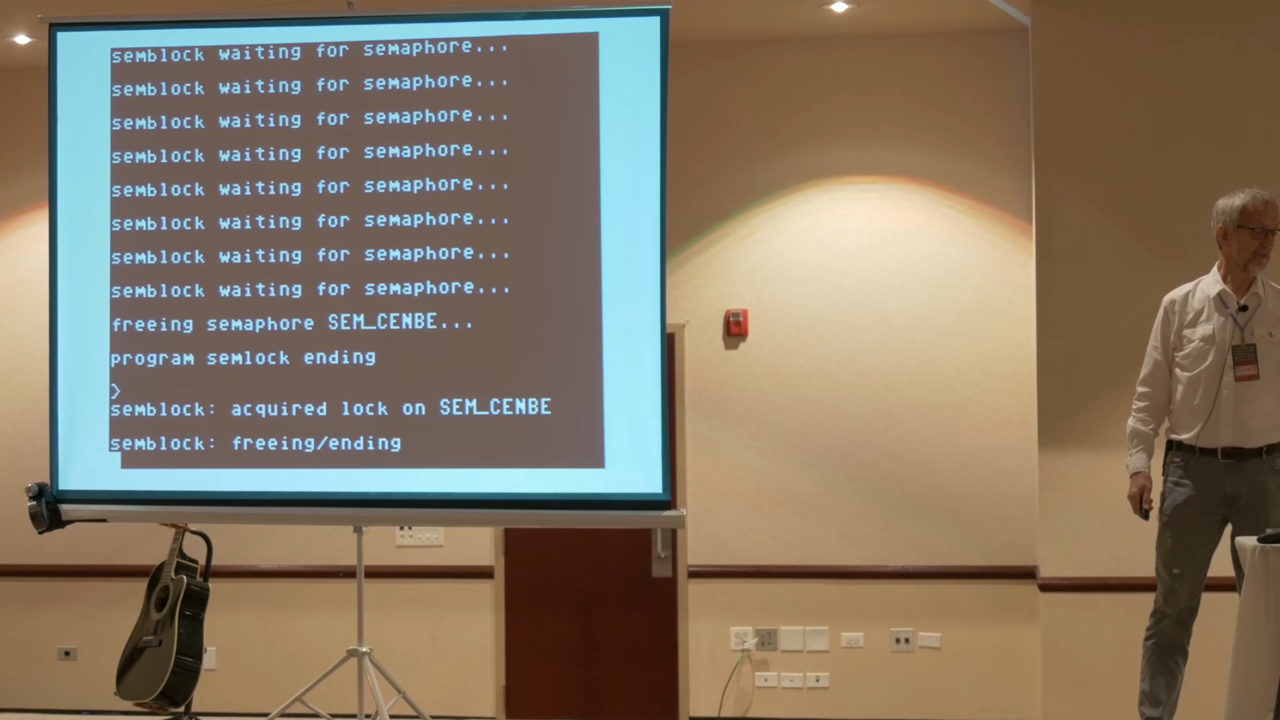 semblock waiting for semaphore...
semblock waiting for semaphore...
semblock waiting for semaphore...
semblock waiting for semaphore...
semblock waiting for semaphore...
semblock waiting for semaphore...
semblock waiting for semaphore...
semblock waiting for semaphore...
freeing semaphore SEM_CENBE...
program semlock ending
>
semblock: acquired lock on SEM_CENBE
semblock: freeing/ending